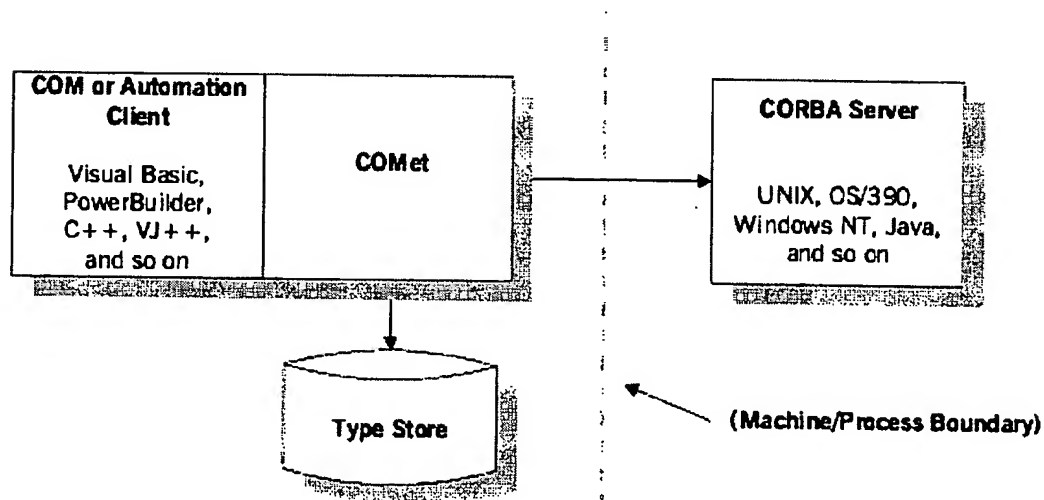 COM or Automation
Client
Visual Basic,
PowerBuilder,
C++, VJ++,
and so on
COMet
CORBA Server
UNIX, OS/390,
Windows NT, Java,
and so on
Type Store
(Machine/Process Boundary)